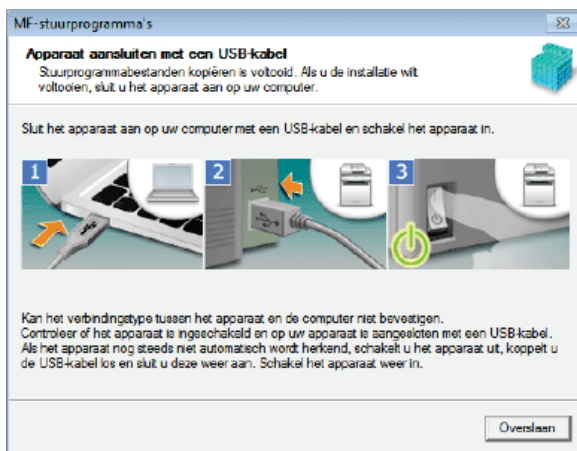 MF-stuurprogramma's
Apparaat aansluiten met een USB-kabel
Stuurprogrammabestanden kopiëren is voltooid. Als u de installatie wilt
voltooien, sluit u het apparaat aan op uw computer.
Sluit het apparaat aan op uw computer met een USB-kabel en schakel het apparaat in.
1
2
3
Kan het verbindingstype tussen het apparaat en de computer niet bevestigen.
Controleer of het apparaat is ingeschakeld en op uw apparaat is aangesloten met een USB-kabel.
Als het apparaat nog steeds niet automatisch wordt herkend, schakelt u het apparaat uit, koppelt u
de USB-kabel los en sluit u deze weer aan. Schakel het apparaat weer in.
Overslaan